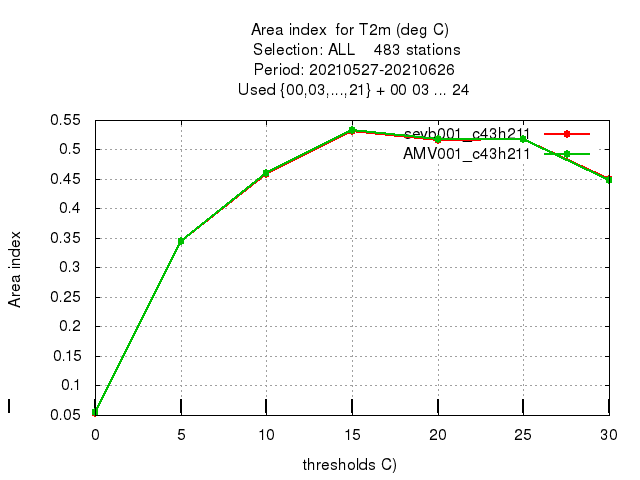 Area index for T2m (deg C)
Selection: ALL 483 stations
Period: 20210527-20210626
Used {00,03,...,21} + 00 03 ... 24
0.55
0.5
0.45
0.4
0.35
0.3
0.25
0.2
0.15
0.1
0.05
sevb001_c43h211
AMV001_c43h211
Area index
0 5 10 15 20 25 30
thresholds C)